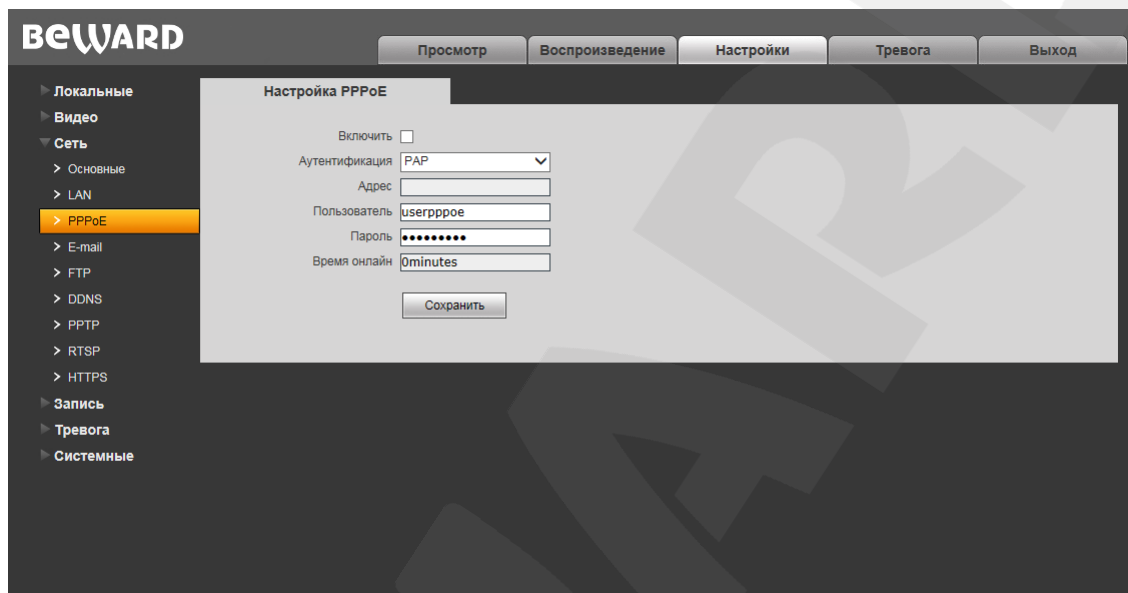 BEWARD
Просмотр
Воспроизведение
Настройки
Тревога
Выход
Локальные
Видео
Сеть
> Основные
> LAN
> PPPoE
> E-mail
> FTP
> DDNS
> PPTP
> RTSP
> HTTPS
Запись
Тревога
Системные
Настройка PPPoE
Включить
Аутентификация PAP
Адрес
Пользователь userpppoe
Пароль •••••••••
Время онлайн 0minutes
Сохранить